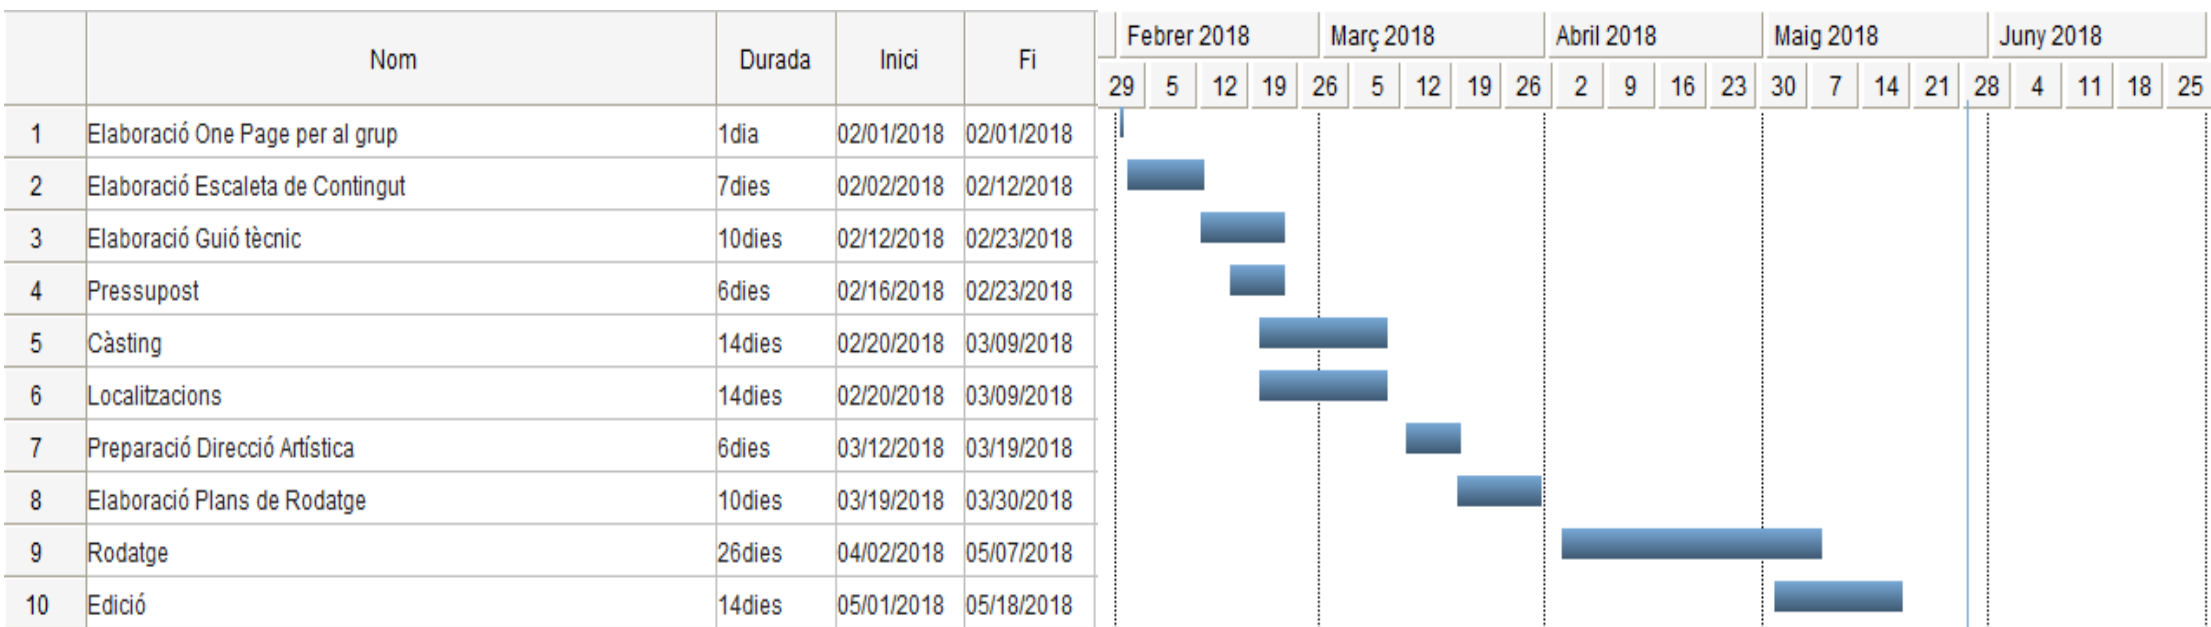 Nom Durada Inici Fi Febrer 2018 Març 2018 Abril 2018 Maig 2018 Juny 2018
29 5 12 19 26 5 12 19 26 2 9 16 23 30 7 14 21 28 4 11 18 25
1 Elaboració One Page per al grup 1dia 02/01/2018 02/01/2018
2 Elaboració Escaleta de Contingut 7dies 02/02/2018 02/12/2018
3 Elaboració Guió tècnic 10dies 02/12/2018 02/23/2018
4 Pressupost 6dies 02/16/2018 02/23/2018
5 Càsting 14dies 02/20/2018 03/09/2018
6 Localitzacions 14dies 02/20/2018 03/09/2018
7 Preparació Direcció Artística 6dies 03/12/2018 03/19/2018
8 Elaboració Plans de Rodatge 10dies 03/19/2018 03/30/2018
9 Rodatge 26dies 04/02/2018 05/07/2018
10 Edició 14dies 05/01/2018 05/18/2018